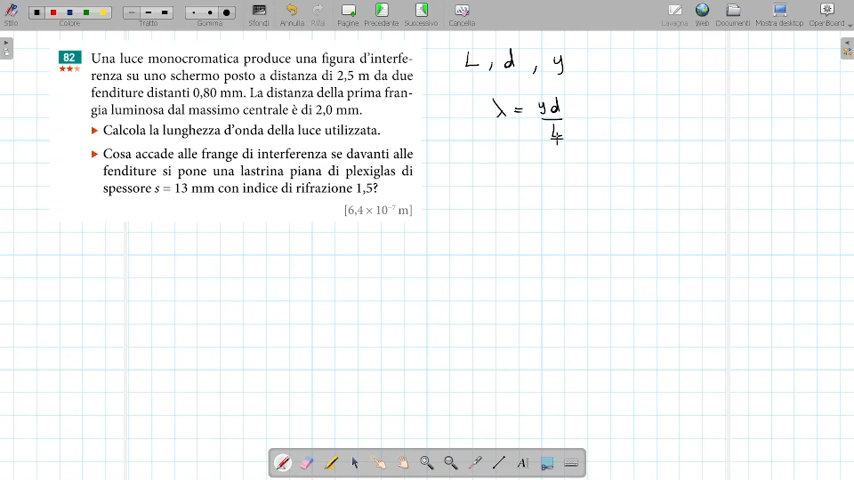 Stilo
Colore
Tratto
Gomma
Sfondi
Annulla
Rifai
Pagine
Precedente
Successivo
Cancella
Lavagna
Web
Documenti
Mostra desktop
OpenBoard
82 Una luce monocromatica produce una figura d'interfe-
renza su uno schermo posto a distanza di 2,5 m da due
fenditure distanti 0,80 mm. La distanza della prima fran-
gia luminosa dal massimo centrale è di 2,0 mm.
▶ Calcola la lunghezza d'onda della luce utilizzata.
▶ Cosa accade alle frange di interferenza se davanti alle
fenditure si pone una lastrina piana di plexiglas di
spessore s = 13 mm con indice di rifrazione 1,5?
[6,4 × 10⁻⁷ m]
L, d, y
λ = yd
L